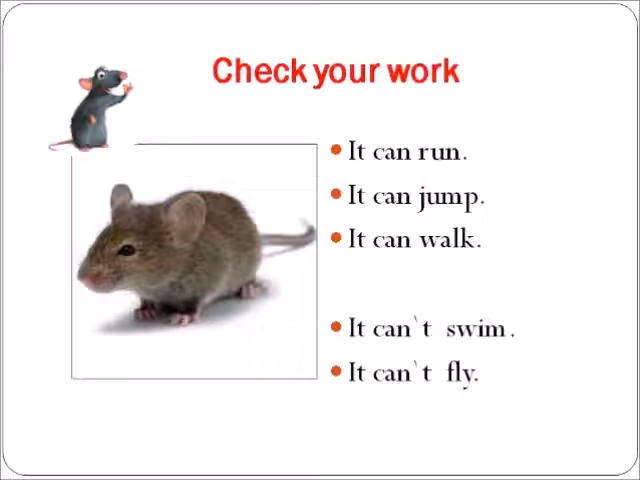 Check your work
It can run.
It can jump.
It can walk.
It can`t swim.
It can`t fly.